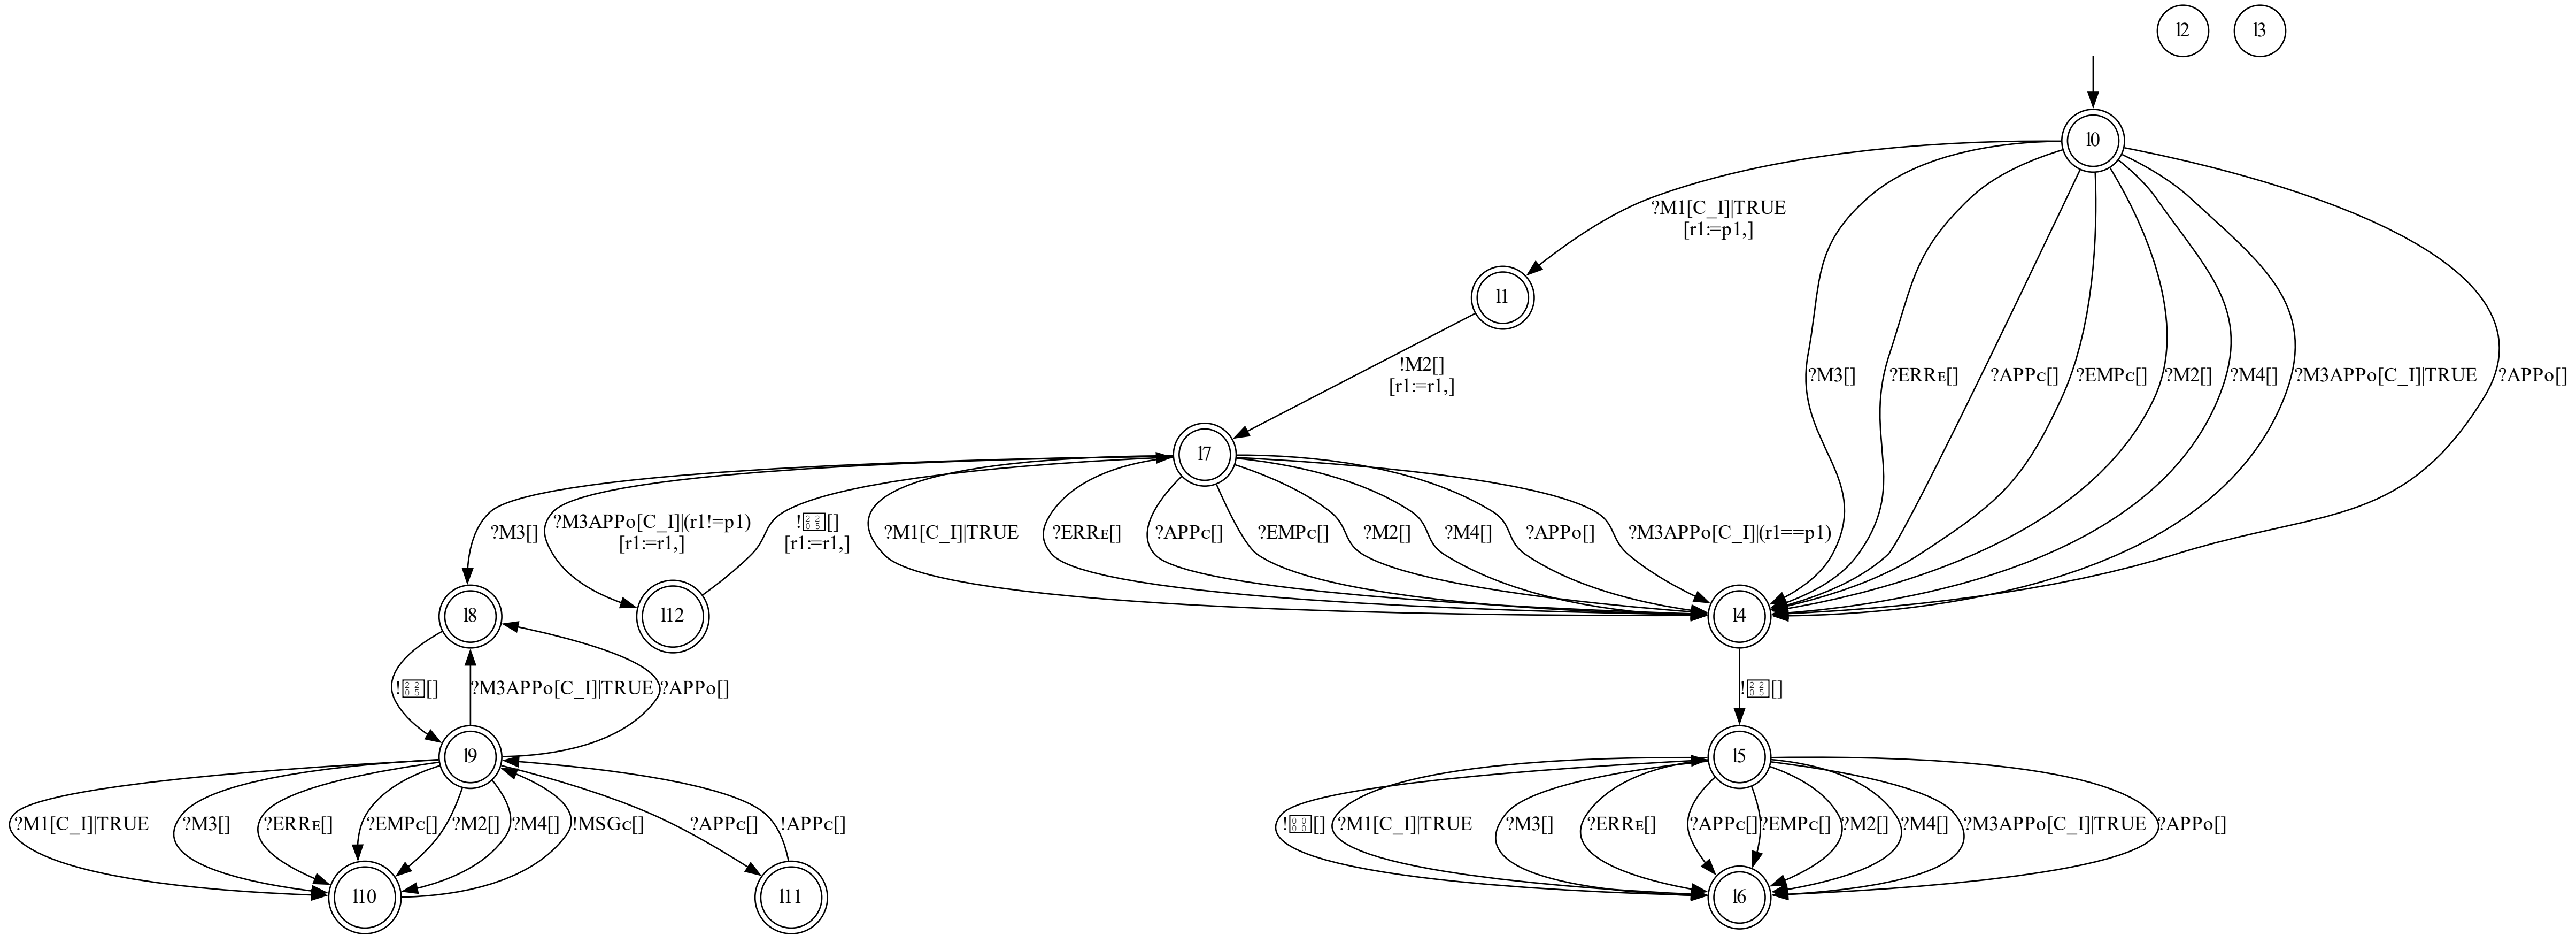 l2
l3
l0
?M1[C_I]|TRUE
[r1:=p1,]
l1
!M2[]
[r1:=r1,]
?M3[]
?ERRᴇ[]
?APPc[]
?EMPc[]
?M2[]
?M4[]
?M3APPo[C_I]|TRUE
?APPo[]
l7
?M3[]
?M3APPo[C_I]|(r1!=p1)
[r1:=r1,]
![]
[r1:=r1,]
?M1[C_I]|TRUE
?ERRᴇ[]
?APPc[]
?EMPc[]
?M2[]
?M4[]
?APPo[]
?M3APPo[C_I]|(r1==p1)
l8
l12
l4
![]
?M3APPo[C_I]|TRUE
?APPo[]
![]
l9
l5
?M1[C_I]|TRUE
?M3[]
?ERRᴇ[]
?EMPc[]
?M2[]
?M4[]
!MSGc[]
?APPc[]
!APPc[]
![]
?M1[C_I]|TRUE
?M3[]
?ERRᴇ[]
?APPc[]
?EMPc[]
?M2[]
?M4[]
?M3APPo[C_I]|TRUE
?APPo[]
l10
l11
l6